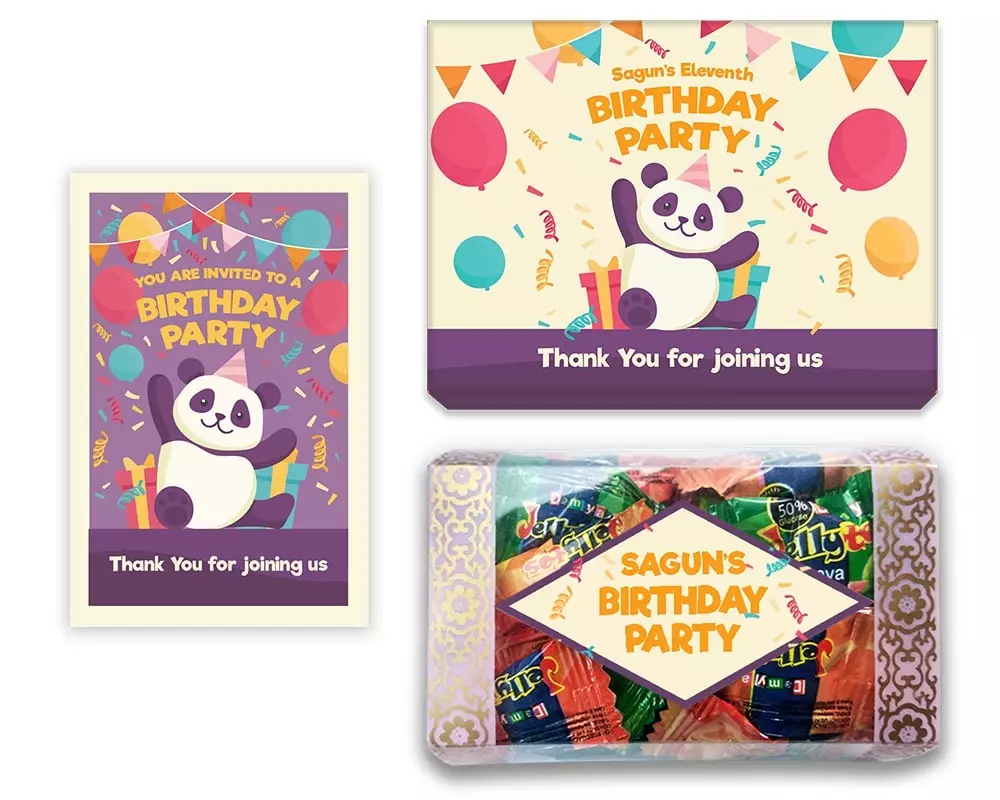 YOU ARE INVITED TO A
BIRTHDAY
PARTY
Thank You for joining us
Sagun's Eleventh
BIRTHDAY
PARTY
Thank You for joining us
50%
SAGUN'S
BIRTHDAY
PARTY